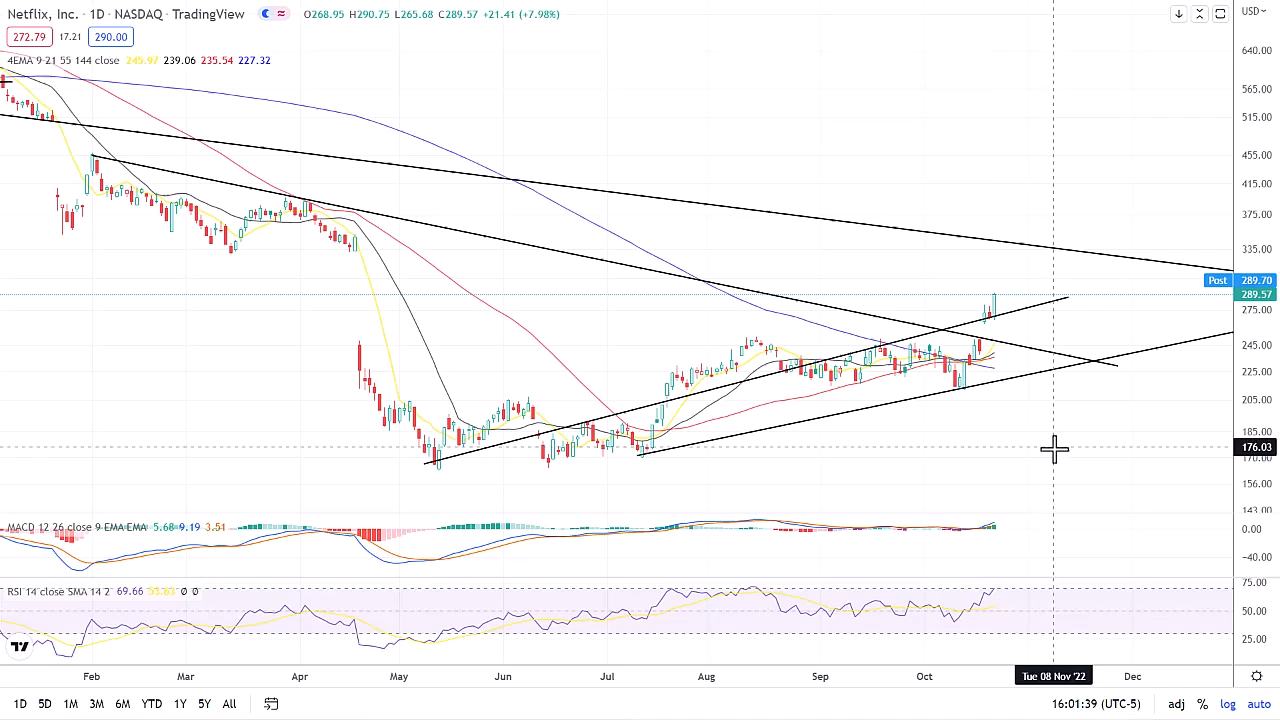 Netflix, Inc. · 1D · NASDAQ · TradingView O268.95 H290.75 L265.68 C289.57 +21.41 (+7.98%)
USD
272.79 17.21 290.00
4EMA 9 21 55 144 close 245.97 239.06 235.54 227.32
640.00
565.00
515.00
455.00
415.00
375.00
335.00
Post 289.70
289.57
275.00
245.00
225.00
205.00
185.00
176.03
170.00
156.00
143.00
MACD 12 26 close 9 EMA EMA 5.68 9.19 3.51
0.00
−40.00
RSI 14 close SMA 14 2 69.66 53.63 Ø Ø
75.00
50.00
25.00
Feb Mar Apr May Jun Jul Aug Sep Oct Tue 08 Nov '22 Dec
1D 5D 1M 3M 6M YTD 1Y 5Y All 16:01:39 (UTC-5) adj % log auto